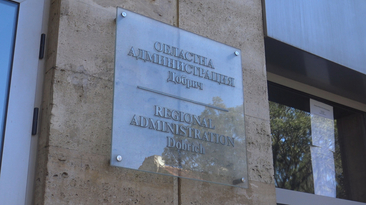 ОБЛАСТНА
АДМИНИСТРАЦИЯ
Добрич
REGIONAL
ADMINISTRATION
Dobrich